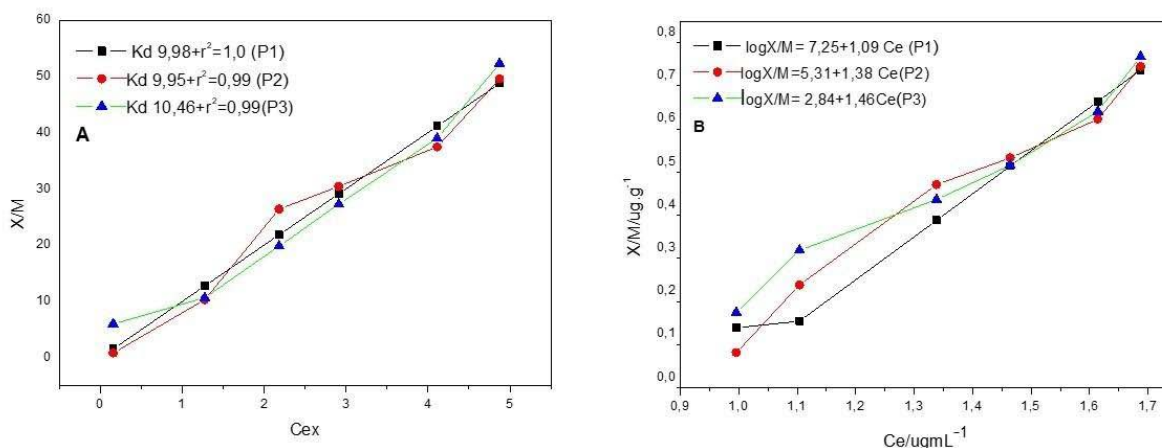 60
50
40
30
20
10
0
X/M
Kd 9,98+r²=1,0 (P1)
Kd 9,95+r²=0,99 (P2)
Kd 10,46+r²=0,99(P3)
A
0 1 2 3 4 5
Cex
0,8
0,7
0,6
0,5
0,4
0,3
0,2
0,1
0,0
X/M/ug.g⁻¹
logX/M= 7,25+1,09 Ce (P1)
logX/M=5,31+1,38 Ce(P2)
logX/M= 2,84+1,46Ce(P3)
B
0,9 1,0 1,1 1,2 1,3 1,4 1,5 1,6 1,7
Ce/ugmL⁻¹